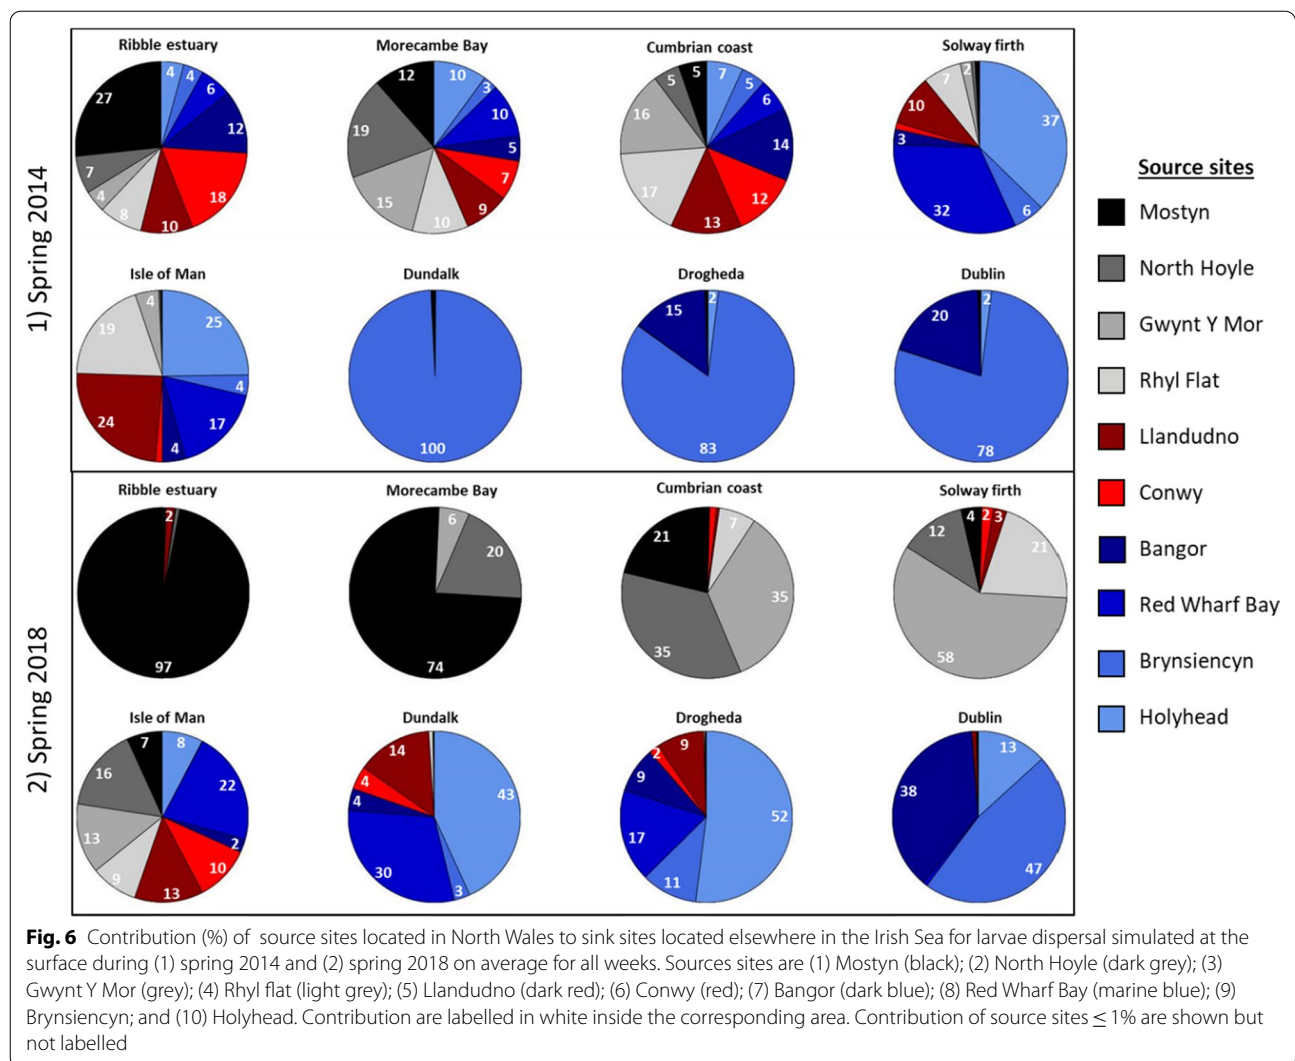 1) Spring 2014
Ribble estuary
4
4
6
12
18
10
8
4
7
27
Morecambe Bay
10
3
10
5
7
9
10
15
19
12
Cumbrian coast
7
5
6
14
12
13
17
16
5
5
Solway firth
37
6
32
3
10
7
2
Isle of Man
25
4
17
4
24
19
4
Dundalk
100
Drogheda
2
83
15
Dublin
2
78
20
2) Spring 2018
Ribble estuary
2
97
Morecambe Bay
6
20
74
Cumbrian coast
7
35
35
21
Solway firth
2
3
21
58
12
4
Isle of Man
8
22
2
10
13
9
13
16
7
Dundalk
43
3
30
4
4
14
Drogheda
52
11
17
9
2
9
Dublin
13
47
38
Source sites
Mostyn
North Hoyle
Gwynt Y Mor
Rhyl Flat
Llandudno
Conwy
Bangor
Red Wharf Bay
Brynsiencyn
Holyhead
Fig. 6 Contribution (%) of source sites located in North Wales to sink sites located elsewhere in the Irish Sea for larvae dispersal simulated at the
surface during (1) spring 2014 and (2) spring 2018 on average for all weeks. Sources sites are (1) Mostyn (black); (2) North Hoyle (dark grey); (3)
Gwynt Y Mor (grey); (4) Rhyl flat (light grey); (5) Llandudno (dark red); (6) Conwy (red); (7) Bangor (dark blue); (8) Red Wharf Bay (marine blue); (9)
Brynsiencyn; and (10) Holyhead. Contribution are labelled in white inside the corresponding area. Contribution of source sites ≤ 1% are shown but
not labelled